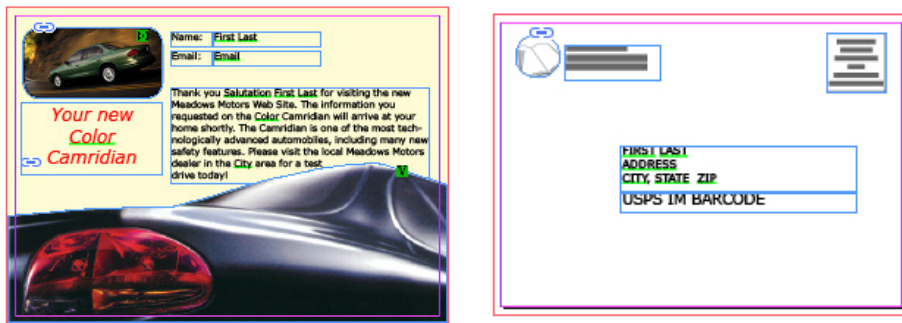 Name: First Last
Email: Email
Thank you Salutation First Last for visiting the new
Meadows Motors Web Site. The information you
requested on the Color Camridian will arrive at your
home shortly. The Camridian is one of the most tech-
nologically advanced automobiles, including many new
safety features. Please visit the local Meadows Motors
dealer in the City area for a test
drive today!
Your new
Color
Camridian
V
FIRST LAST
ADDRESS
CITY, STATE ZIP
USPS IM BARCODE